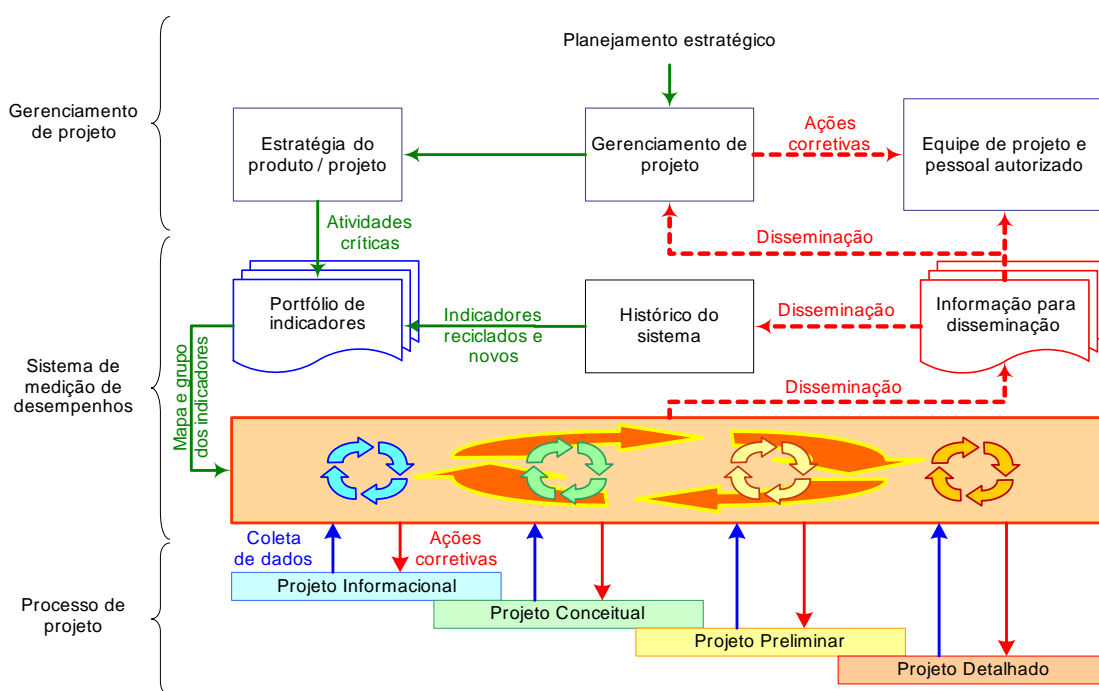 Planejamento estratégico
Gerenciamento
de projeto
Estratégia do
produto / projeto
Gerenciamento de
projeto
Ações
corretivas
Equipe de projeto e
pessoal autorizado
Atividades
críticas
Disseminação
Sistema de
medição de
desempenhos
Portfólio de
indicadores
Indicadores
reciclados e
novos
Histórico do
sistema
Disseminação
Informação para
disseminação
Mapa e grupo
dos indicadores
Disseminação
Processo de
projeto
Coleta
de dados
Ações
corretivas
Projeto Informacional
Projeto Conceitual
Projeto Preliminar
Projeto Detalhado